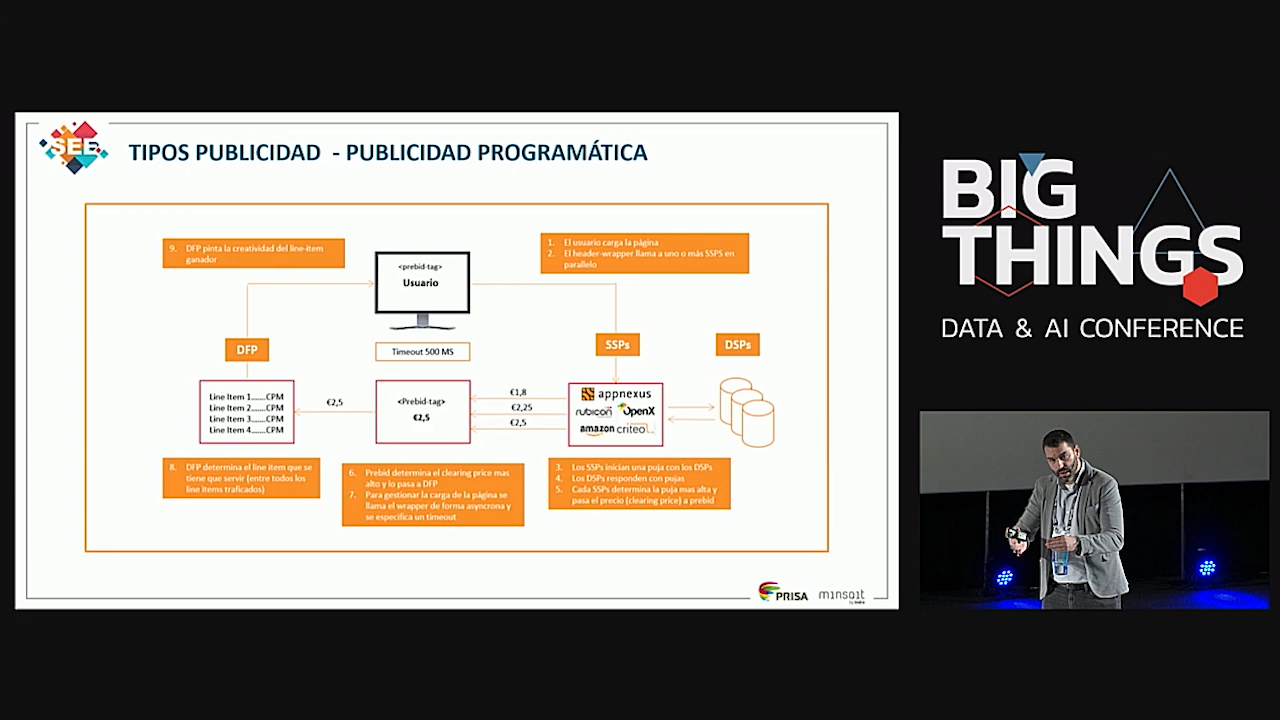 SEE
TIPOS PUBLICIDAD - PUBLICIDAD PROGRAMÁTICA
9. DFP pinta la creatividad del line-item
ganador
<prebid-tag>
Usuario
1. El usuario carga la página
2. El header-wrapper llama a uno o más SSPS en
paralelo
DFP
Timeout 500 MS
SSPs
DSPs
Line Item 1.......CPM
Line Item 2.......CPM
Line Item 3.......CPM
Line Item 4.......CPM
€2,5
<Prebid-tag>
€2,5
€1,8
€2,25
€2,5
appnexus
rubicon OpenX
amazon criteo
8. DFP determina el line item que se
tiene que servir (entre todos los
line items traficados)
6. Prebid determina el clearing price mas
alto y lo pasa a DFP
7. Para gestionar la carga de la página se
llama el wrapper de forma asyncrona y
se especifica un timeout
3. Los SSPs inician una puja con los DSPs
4. Los DSPs responden con pujas
5. Cada SSPs determina la puja mas alta y
pasa el precio (clearing price) a prebid
PRISA
minsait
by Indra
BIG
THINGS
DATA & AI CONFERENCE